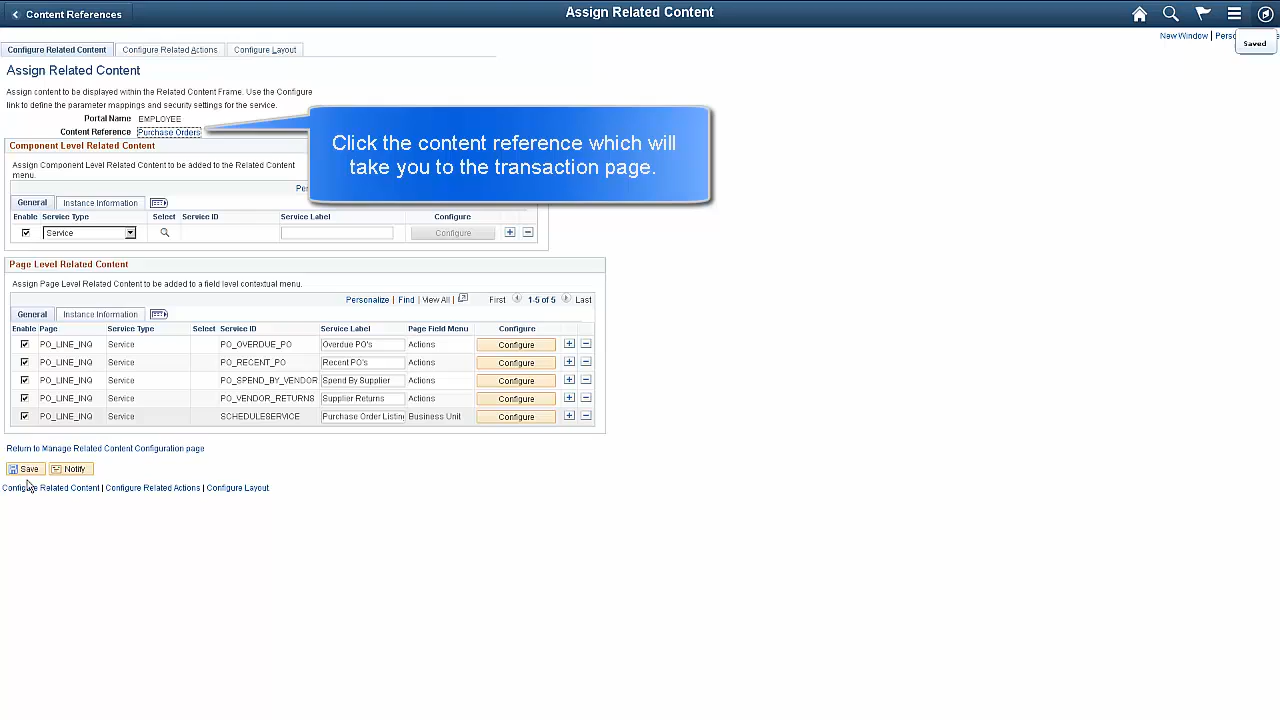 Content References
Assign Related Content
New Window | Perso
Saved
Configure Related Content
Configure Related Actions
Configure Layout
Assign Related Content
Assign content to be displayed within the Related Content Frame. Use the Configure
link to define the parameter mappings and security settings for the service.
Portal Name EMPLOYEE
Content Reference Purchase Orders
Click the content reference which will
take you to the transaction page.
Component Level Related Content
Assign Component Level Related Content to be added to the Related Content
menu.
Pe
General Instance Information
Enable Service Type Select Service ID Service Label Configure
Service Configure
Page Level Related Content
Assign Page Level Related Content to be added to a field level contextual menu.
Personalize | Find | View All | First 1-5 of 5 Last
General Instance Information
Enable Page Service Type Select Service ID Service Label Page Field Menu Configure
PO_LINE_INQ Service PO_OVERDUE_PO Overdue PO's Actions Configure
PO_LINE_INQ Service PO_RECENT_PO Recent PO's Actions Configure
PO_LINE_INQ Service PO_SPEND_BY_VENDOR Spend By Supplier Actions Configure
PO_LINE_INQ Service PO_VENDOR_RETURNS Supplier Returns Actions Configure
PO_LINE_INQ Service SCHEDULESERVICE Purchase Order Listing Business Unit Configure
Return to Manage Related Content Configuration page
Save Notify
Configure Related Content | Configure Related Actions | Configure Layout